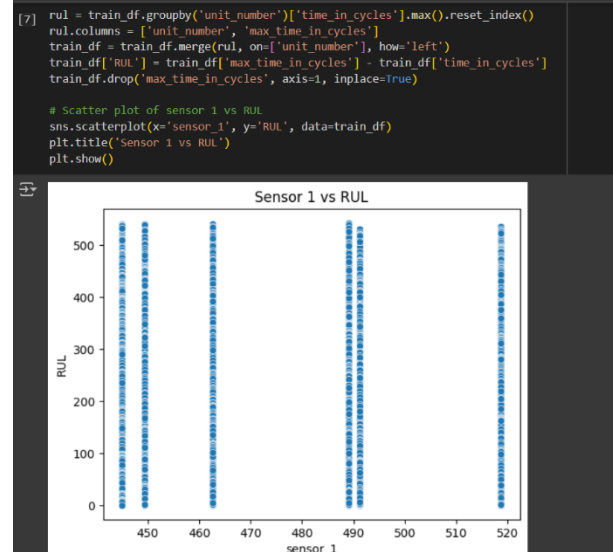 [7]
rul = train_df.groupby('unit_number')['time_in_cycles'].max().reset_index()
rul.columns = ['unit_number', 'max_time_in_cycles']
train_df = train_df.merge(rul, on=['unit_number'], how='left')
train_df['RUL'] = train_df['max_time_in_cycles'] - train_df['time_in_cycles']
train_df.drop('max_time_in_cycles', axis=1, inplace=True)
# Scatter plot of sensor 1 vs RUL
sns.scatterplot(x='sensor_1', y='RUL', data=train_df)
plt.title('Sensor 1 vs RUL')
plt.show()
Sensor 1 vs RUL
500
400
300
200
100
0
RUL
450 460 470 480 490 500 510 520
sensor_1